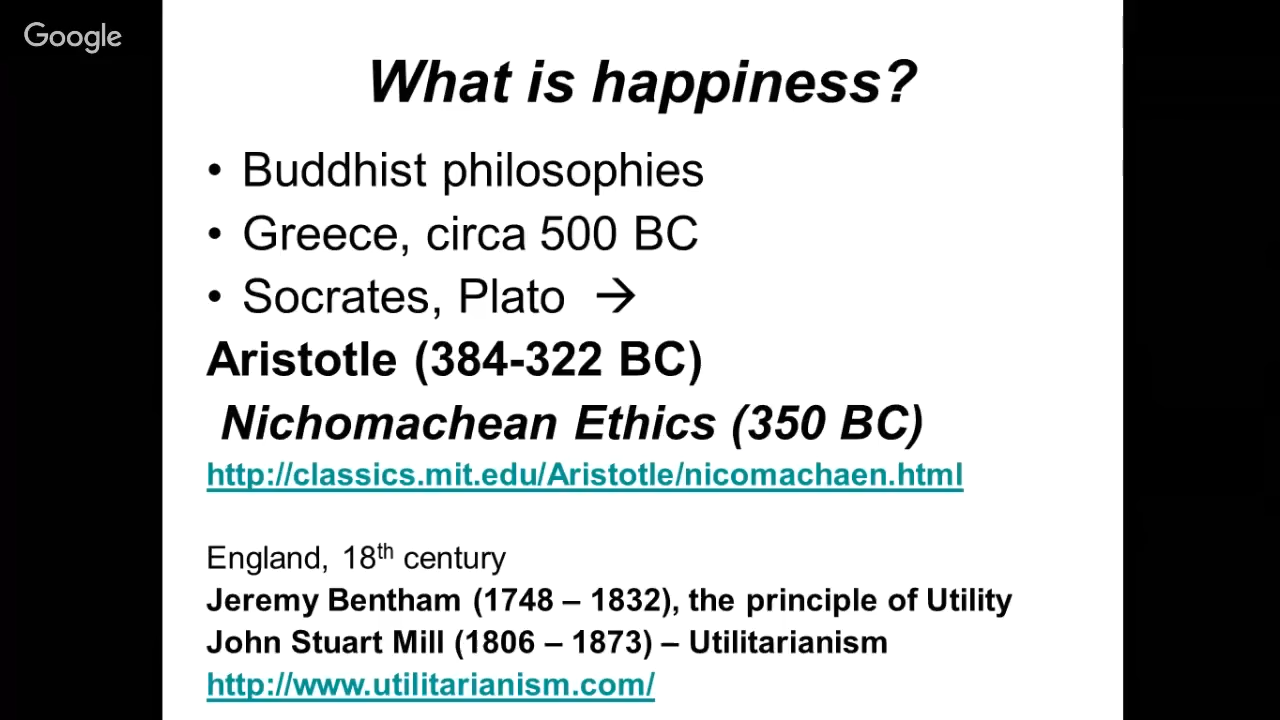 Google
What is happiness?
• Buddhist philosophies
• Greece, circa 500 BC
• Socrates, Plato →
Aristotle (384-322 BC)
Nichomachean Ethics (350 BC)
http://classics.mit.edu/Aristotle/nicomachaen.html
England, 18th century
Jeremy Bentham (1748 – 1832), the principle of Utility
John Stuart Mill (1806 – 1873) – Utilitarianism
http://www.utilitarianism.com/